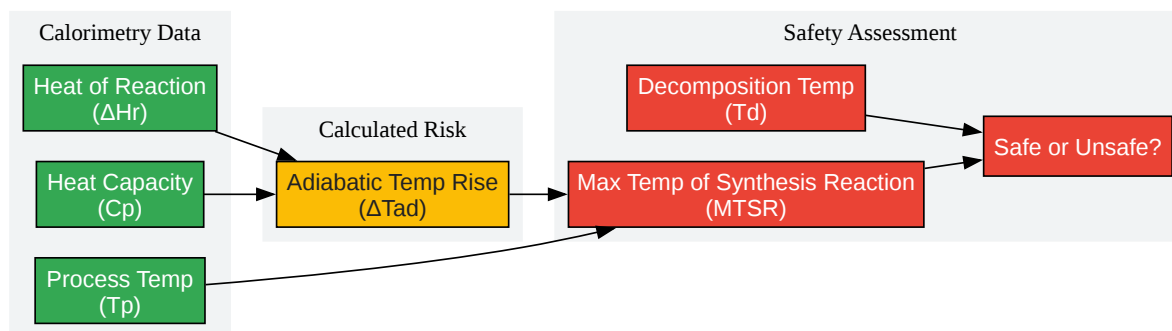 Calorimetry Data
Heat of Reaction
(ΔHr)
Heat Capacity
(Cp)
Process Temp
(Tp)
Calculated Risk
Adiabatic Temp Rise
(ΔTad)
Safety Assessment
Decomposition Temp
(Td)
Max Temp of Synthesis Reaction
(MTSR)
Safe or Unsafe?